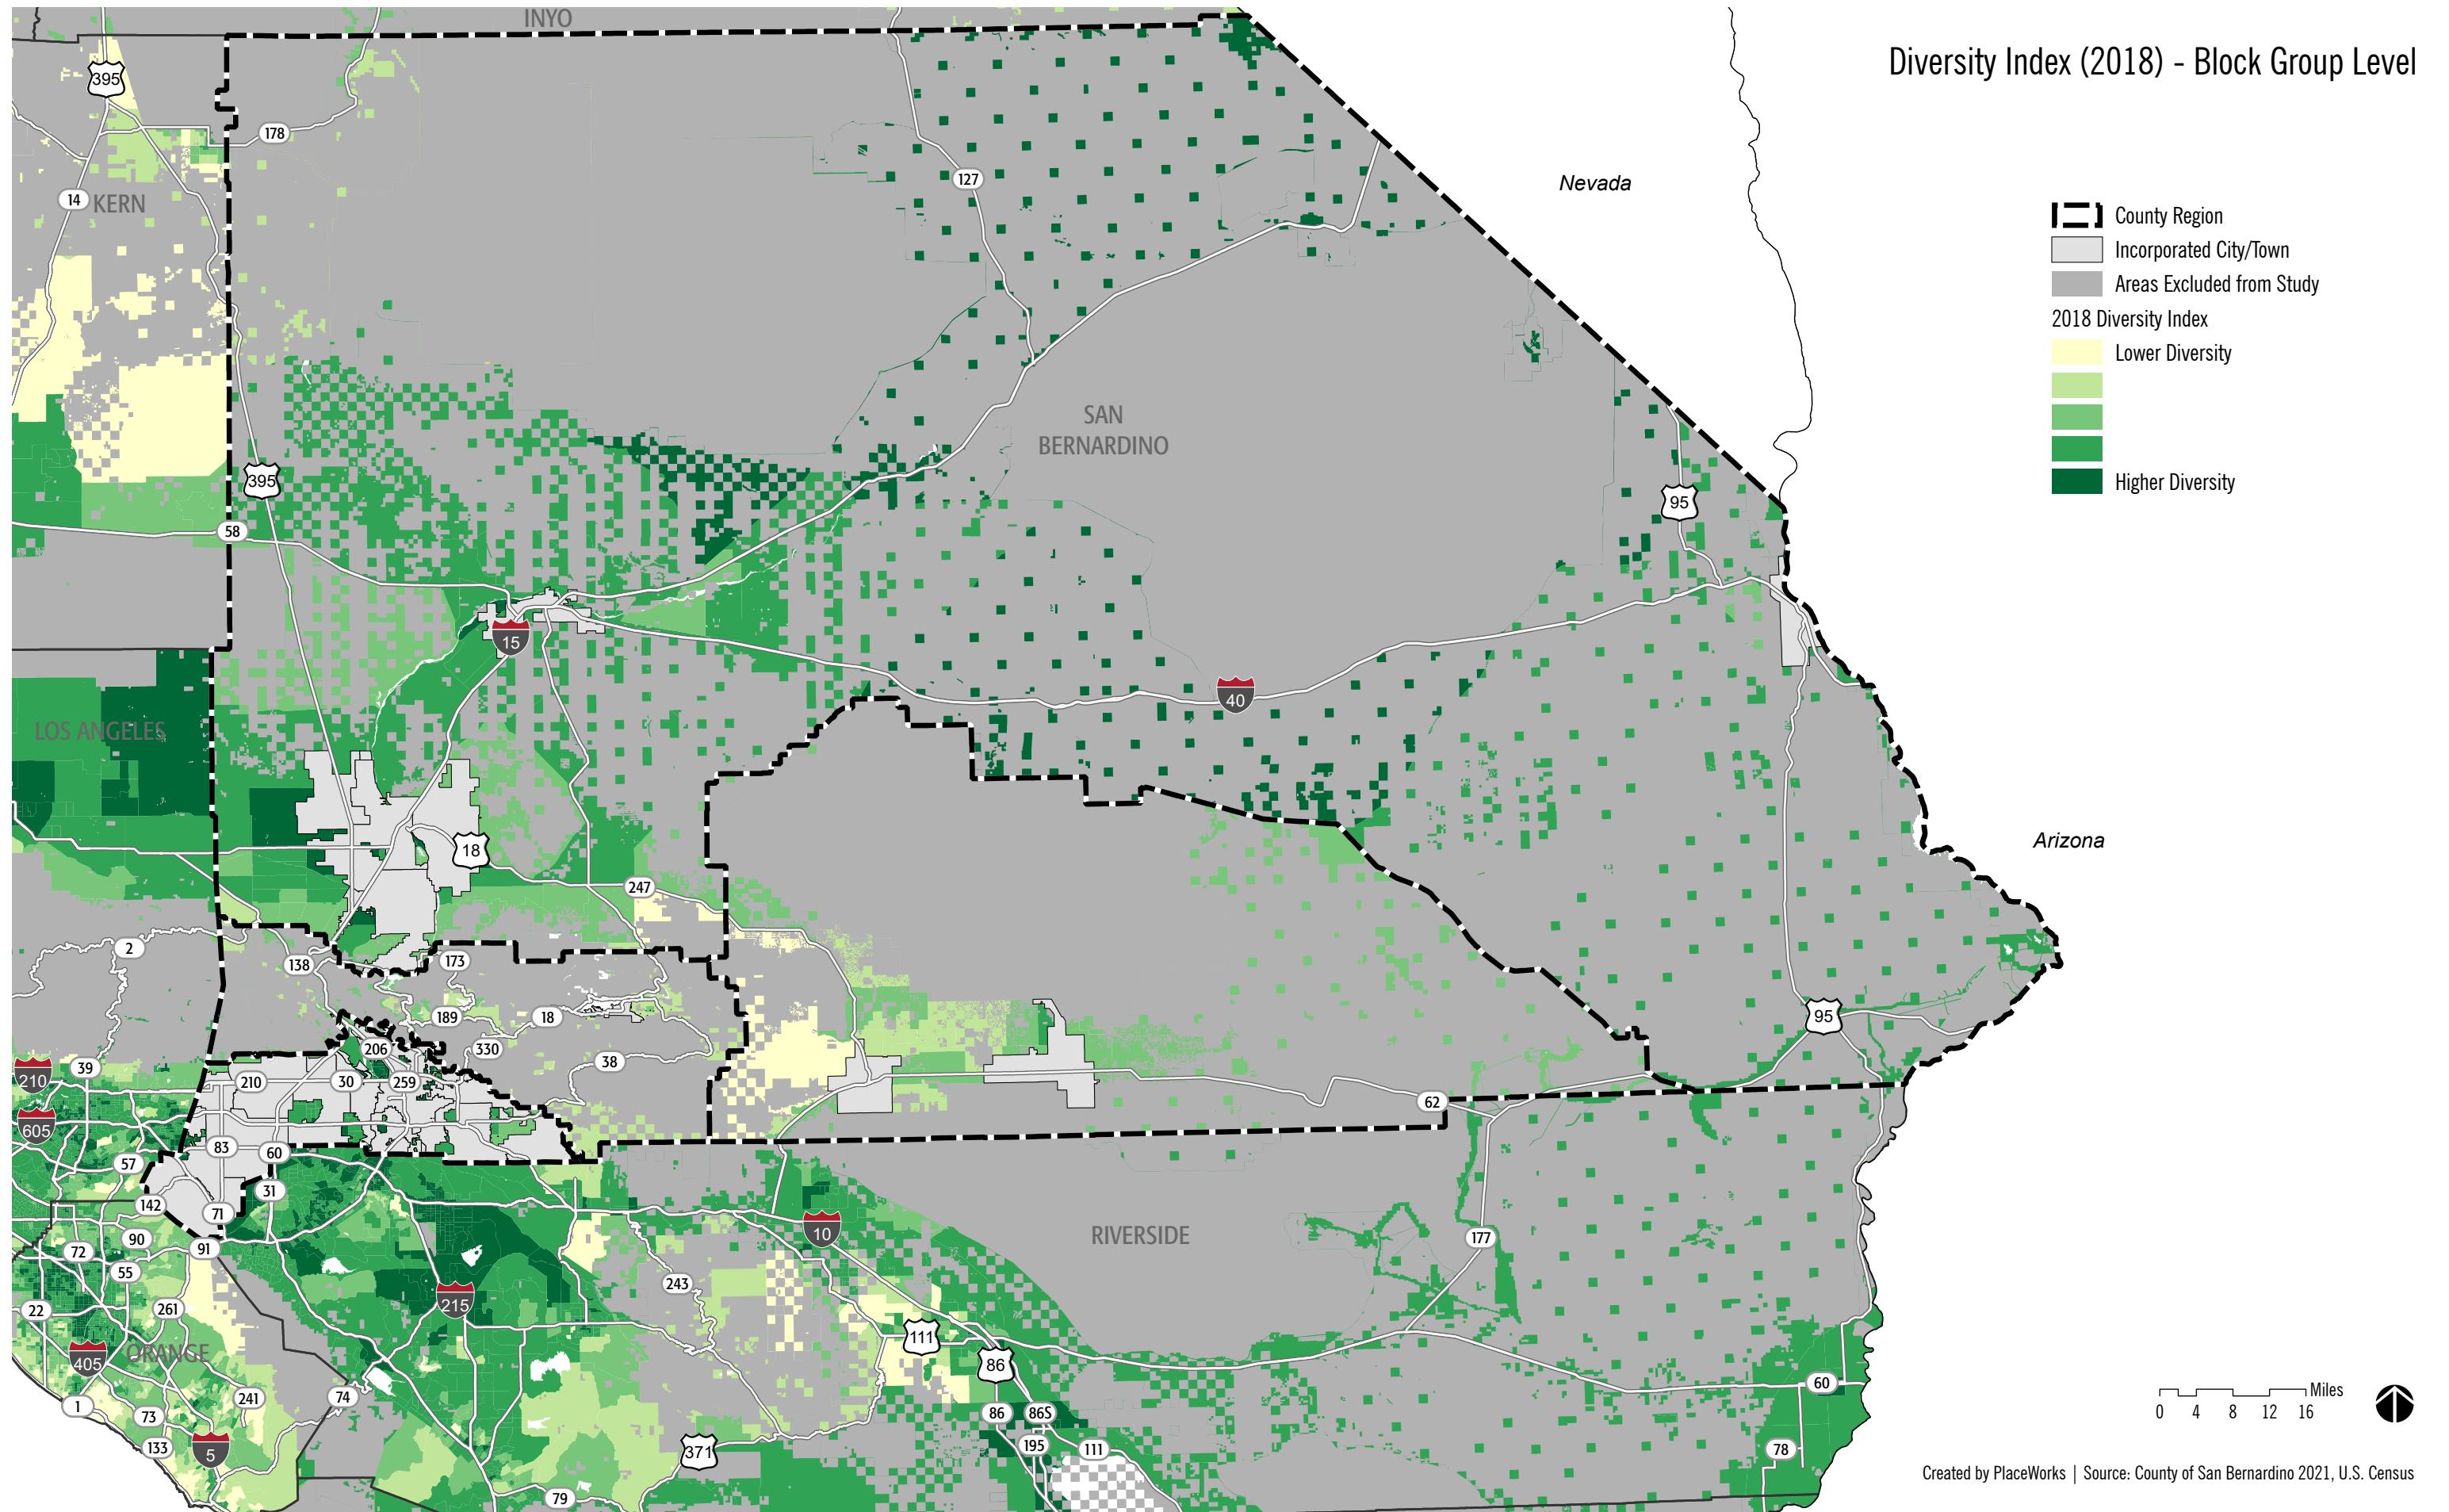 Diversity Index (2018) - Block Group Level
County Region
Incorporated City/Town
Areas Excluded from Study
2018 Diversity Index
Lower Diversity
Higher Diversity
INYO
395
178
14
KERN
127
Nevada
SAN
BERNARDINO
395
95
58
15
40
LOS ANGELES
18
Arizona
247
2
138
173
189
18
95
206
330
38
39
210
210
30
259
62
605
83
60
57
31
142
71
RIVERSIDE
10
177
90
91
72
55
243
22
261
215
111
ORANGE
405
86
60
241
74
1
73
86
86S
133
5
371
195
111
78
79
Miles
0 4 8 12 16
Created by PlaceWorks | Source: County of San Bernardino 2021, U.S. Census